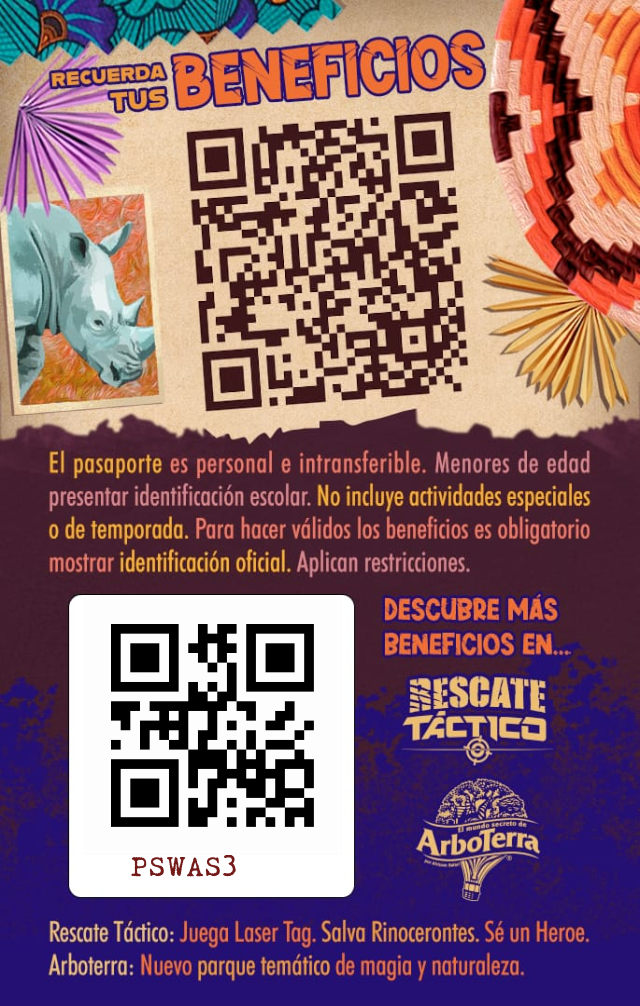 RECUERDA
TUS BENEFICIOS
El pasaporte es personal e intransferible. Menores de edad
presentar identificación escolar. No incluye actividades especiales
o de temporada. Para hacer válidos los beneficios es obligatorio
mostrar identificación oficial. Aplican restricciones.
DESCUBRE MÁS
BENEFICIOS EN...
RESCATE
TÁCTICO
El mundo secreto de
ArboTerra
PSWAS3
Rescate Táctico: Juega Laser Tag. Salva Rinocerontes. Sé un Heroe.
Arboterra: Nuevo parque temático de magia y naturaleza.